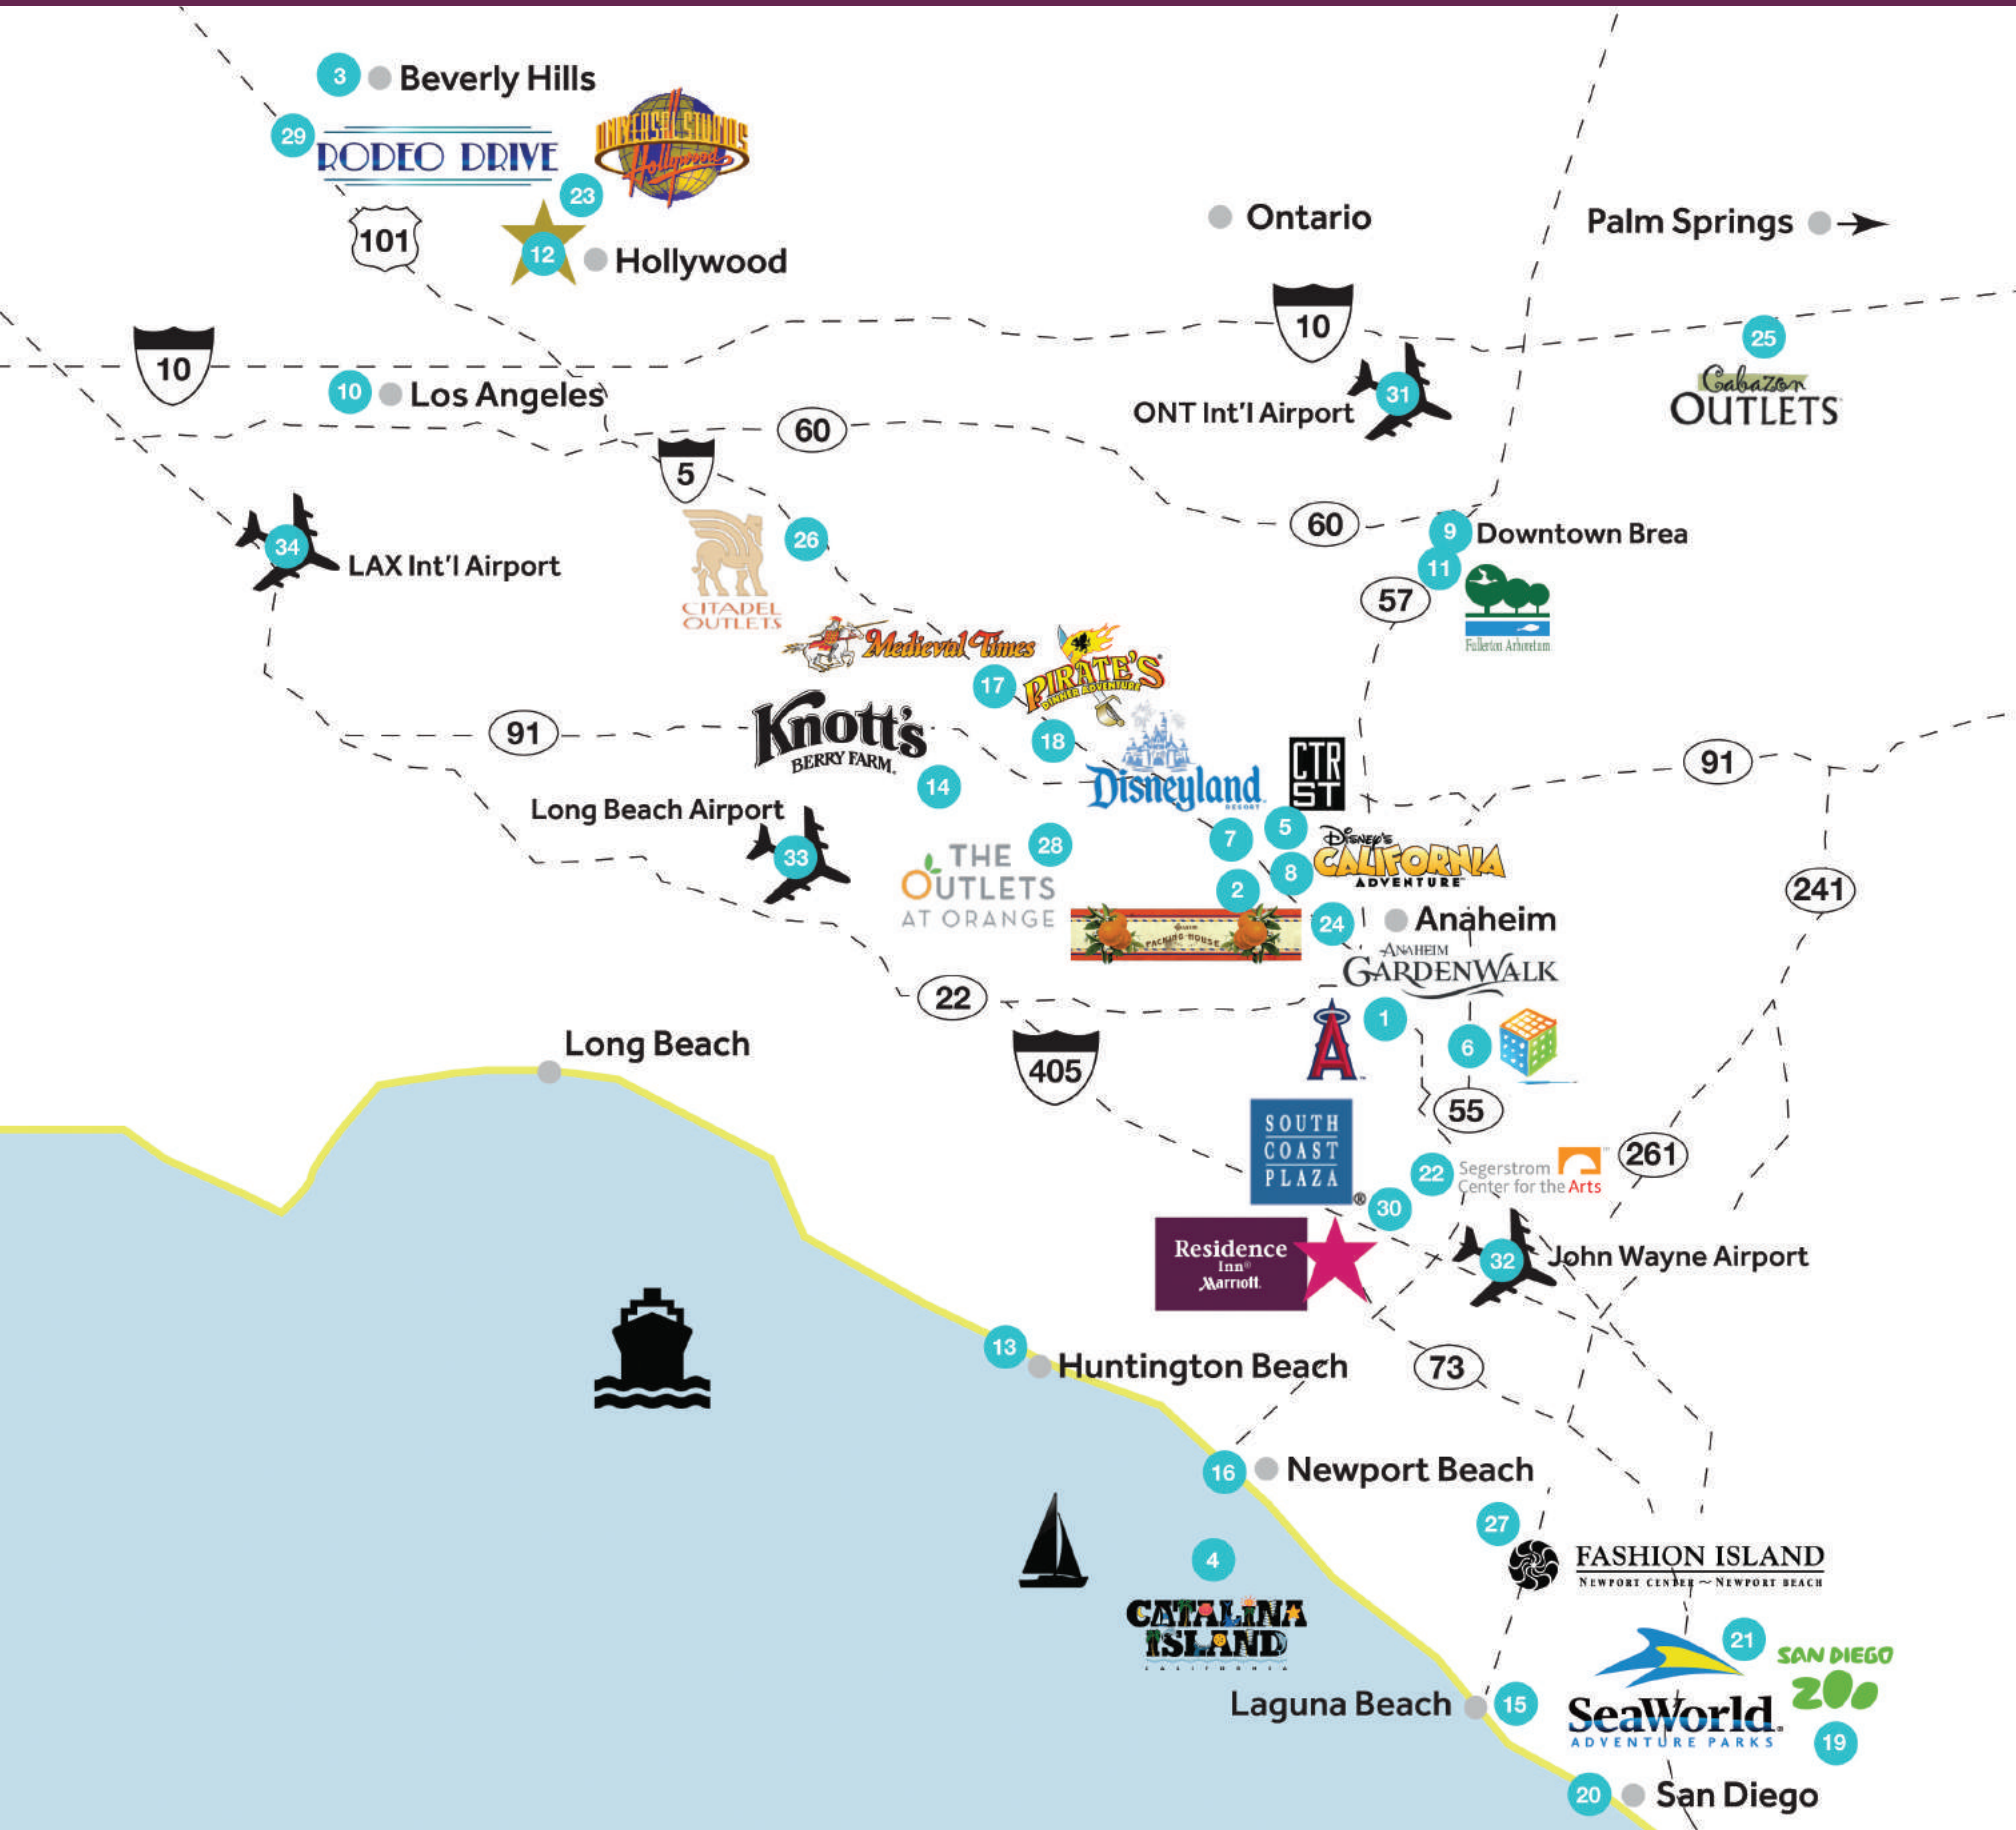 3
Beverly Hills
29
RODEO DRIVE
UNIVERSAL STUDIOS
Hollywood
23
12
Hollywood
101
Ontario
Palm Springs
10
10
25
Cabazon
OUTLETS
10
Los Angeles
31
ONT Int'l Airport
60
5
60
9
Downtown Brea
11
Fullerton Arboretum
57
34
LAX Int'l Airport
26
CITADEL
OUTLETS
Medieval Times
17
PIRATE'S
DINNER ADVENTURE
18
Knott's
BERRY FARM.
14
91
Disneyland
RESORT
CTR
ST
91
Long Beach Airport
33
THE
OUTLETS
AT ORANGE
28
7
5
8
2
DISNEY'S
CALIFORNIA
ADVENTURE™
241
PACKING HOUSE
24
Anaheim
ANAHEIM
GARDENWALK
22
A
1
6
Long Beach
405
55
SOUTH
COAST
PLAZA
®
30
22
Segerstrom
Center for the Arts
261
Residence
Inn®
Marriott.
32
John Wayne Airport
13
Huntington Beach
73
16
Newport Beach
27
FASHION ISLAND
NEWPORT CENTER ~ NEWPORT BEACH
4
CATALINA
ISLAND
CALIFORNIA
21
SAN DIEGO
ZOO
19
SeaWorld
ADVENTURE PARKS
Laguna Beach
15
20
San Diego